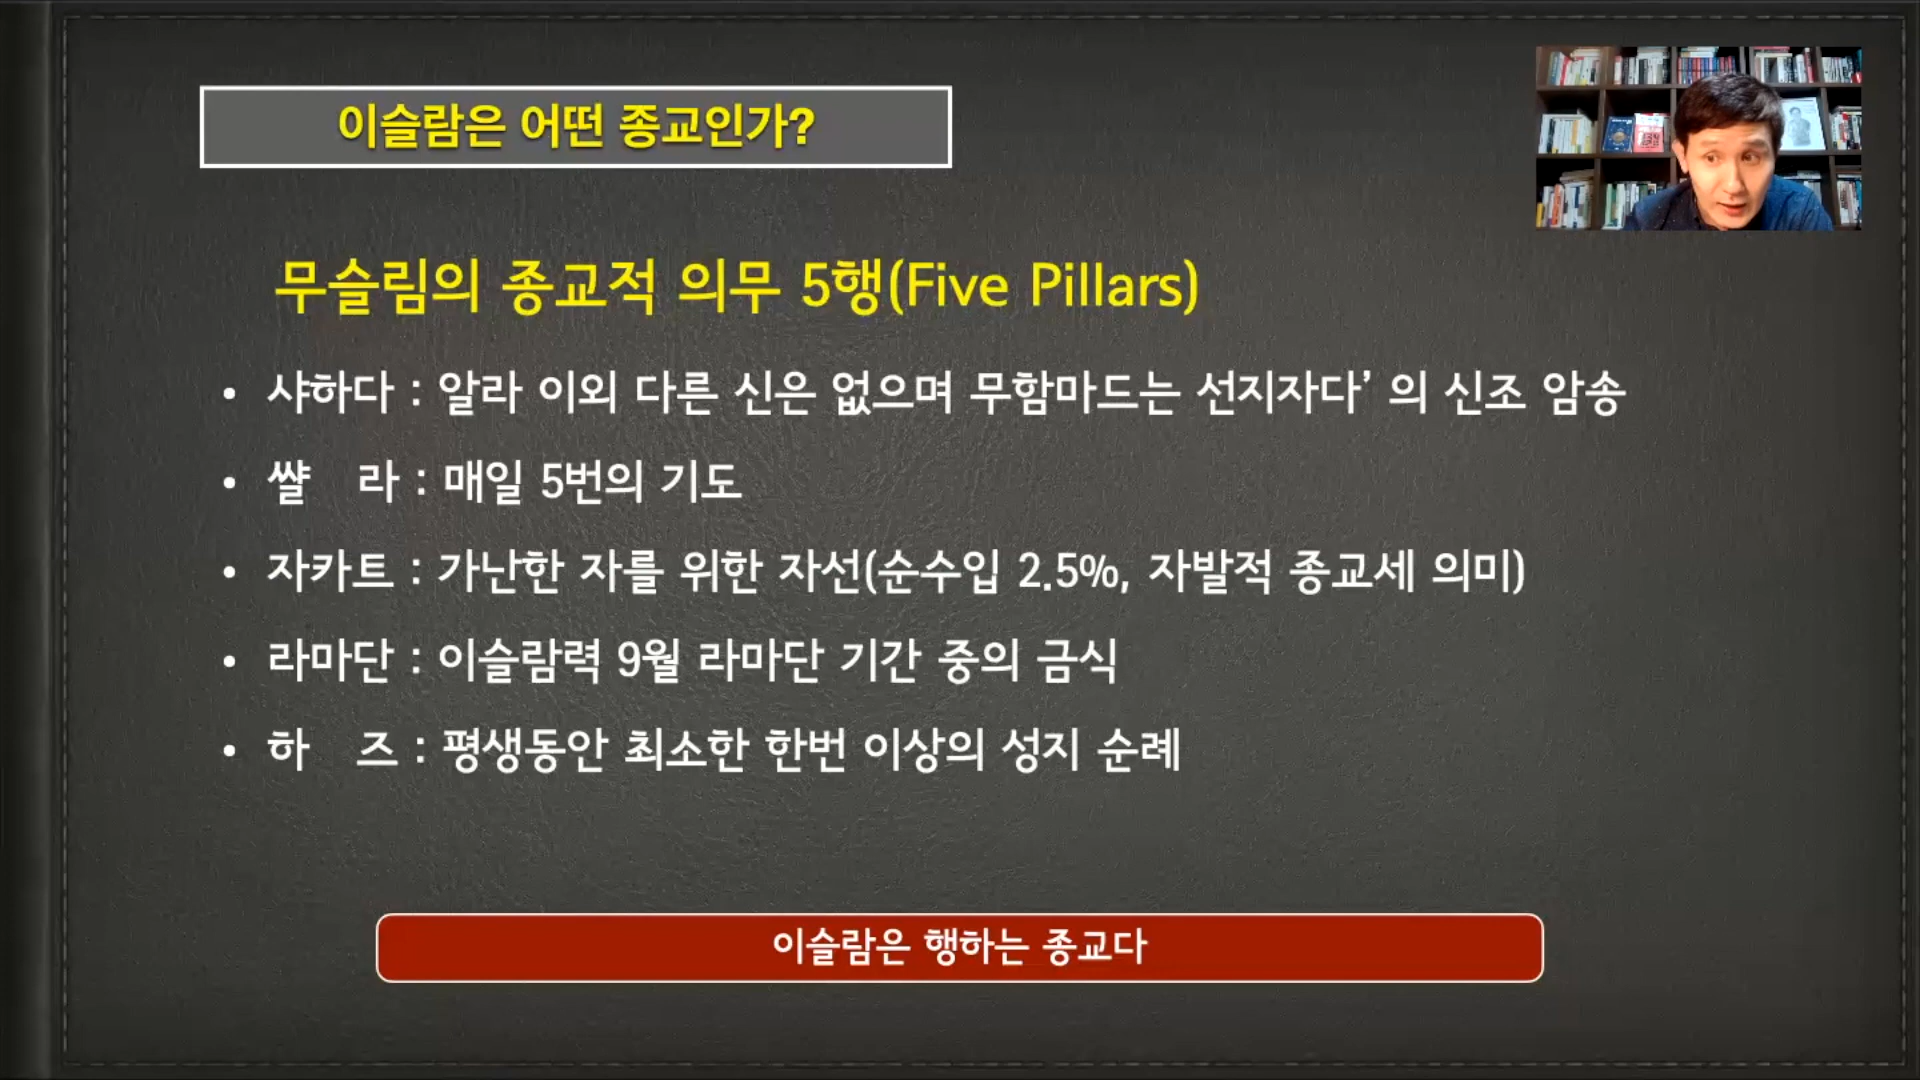 이슬람은 어떤 종교인가?
무슬림의 종교적 의무 5행(Five Pillars)
• 샤하다 : 알라 이외 다른 신은 없으며 무함마드는 선지자다’ 의 신조 암송
• 쌀 라 : 매일 5번의 기도
• 자카트 : 가난한 자를 위한 자선(순수입 2.5%, 자발적 종교세 의미)
• 라마단 : 이슬람력 9월 라마단 기간 중의 금식
• 하 즈 : 평생동안 최소한 한번 이상의 성지 순례
이슬람은 행하는 종교다